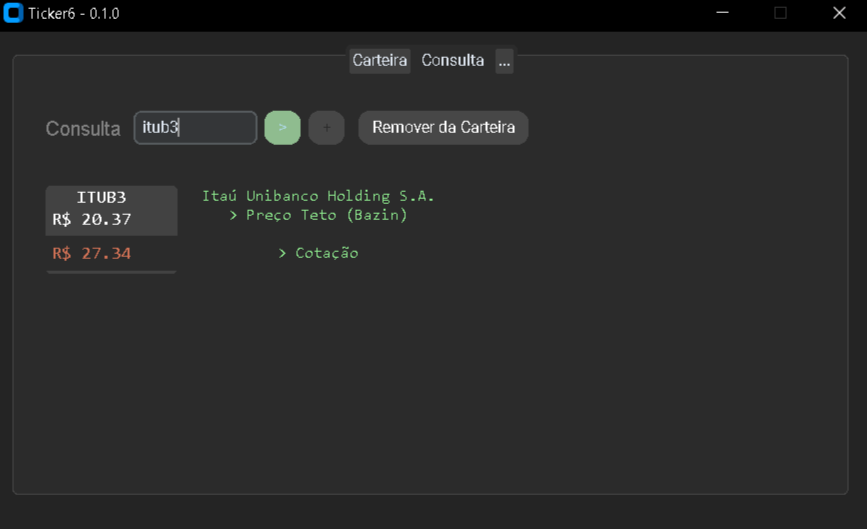 Ticker6 - 0.1.0
Carteira Consulta ...
Consulta itub3 > + Remover da Carteira
ITUB3 Itaú Unibanco Holding S.A.
R$ 20.37 > Preço Teto (Bazin)
R$ 27.34 > Cotação